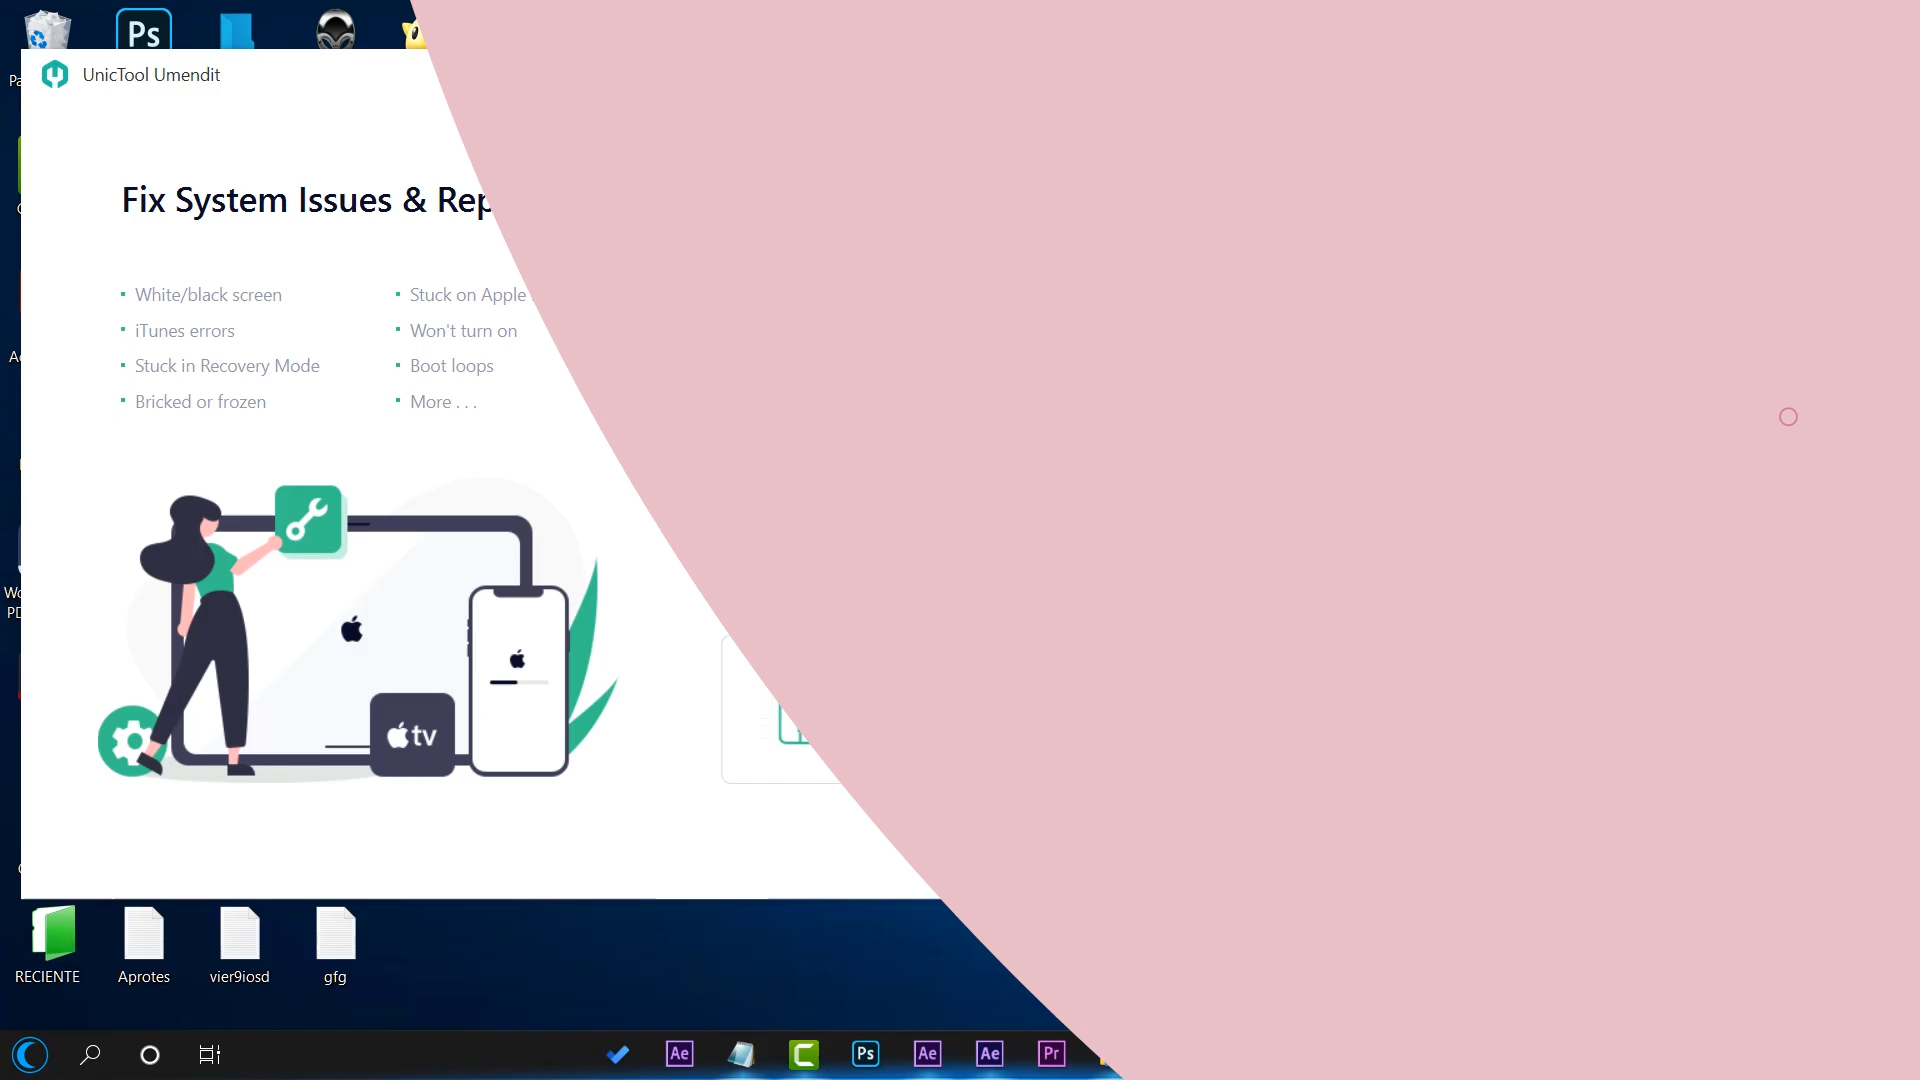 Ps
UnicTool Umendit
Fix System Issues & Rep
White/black screen
iTunes errors
Stuck in Recovery Mode
Bricked or frozen
Stuck on Apple
Won't turn on
Boot loops
More . . .
tv
RECIENTE
Aprotes
vier9iosd
gfg
Ae
Ps
Ae
Ae
Pr